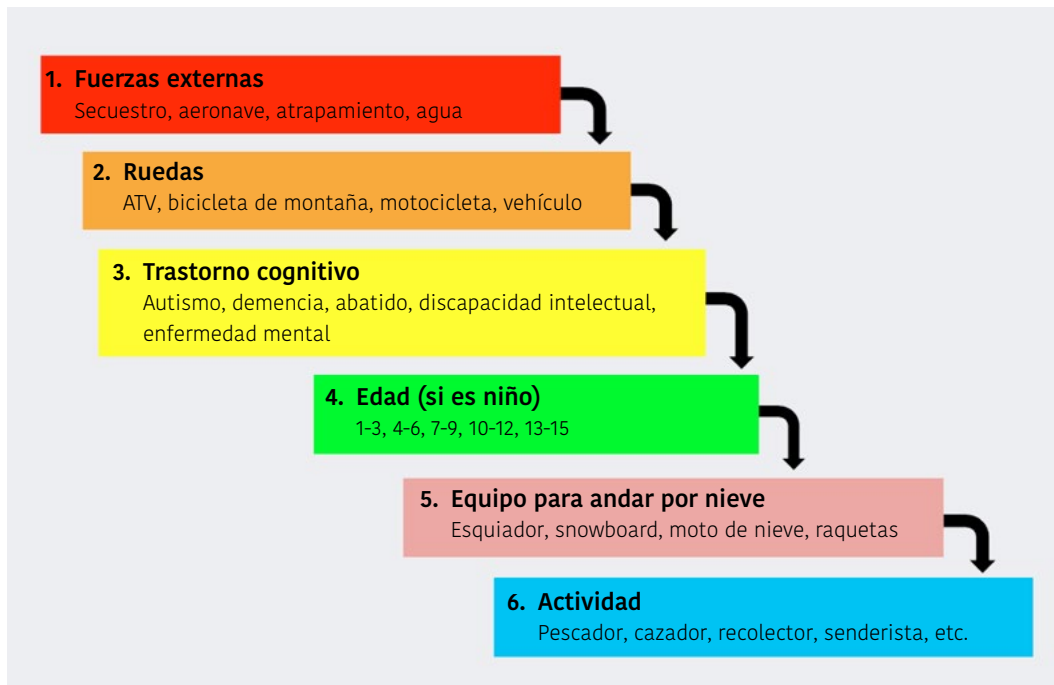 1. Fuerzas externas
Secuestro, aeronave, atrapamiento, agua
2. Ruedas
ATV, bicicleta de montaña, motocicleta, vehículo
3. Trastorno cognitivo
Autismo, demencia, abatido, discapacidad intelectual,
enfermedad mental
4. Edad (si es niño)
1-3, 4-6, 7-9, 10-12, 13-15
5. Equipo para andar por nieve
Esquiador, snowboard, moto de nieve, raquetas
6. Actividad
Pescador, cazador, recolector, senderista, etc.